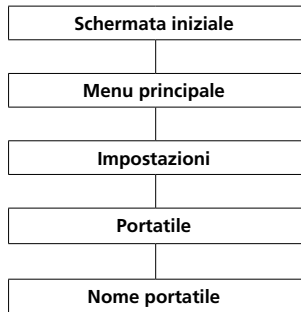 Schermata iniziale
Menu principale
Impostazioni
Portatile
Nome portatile